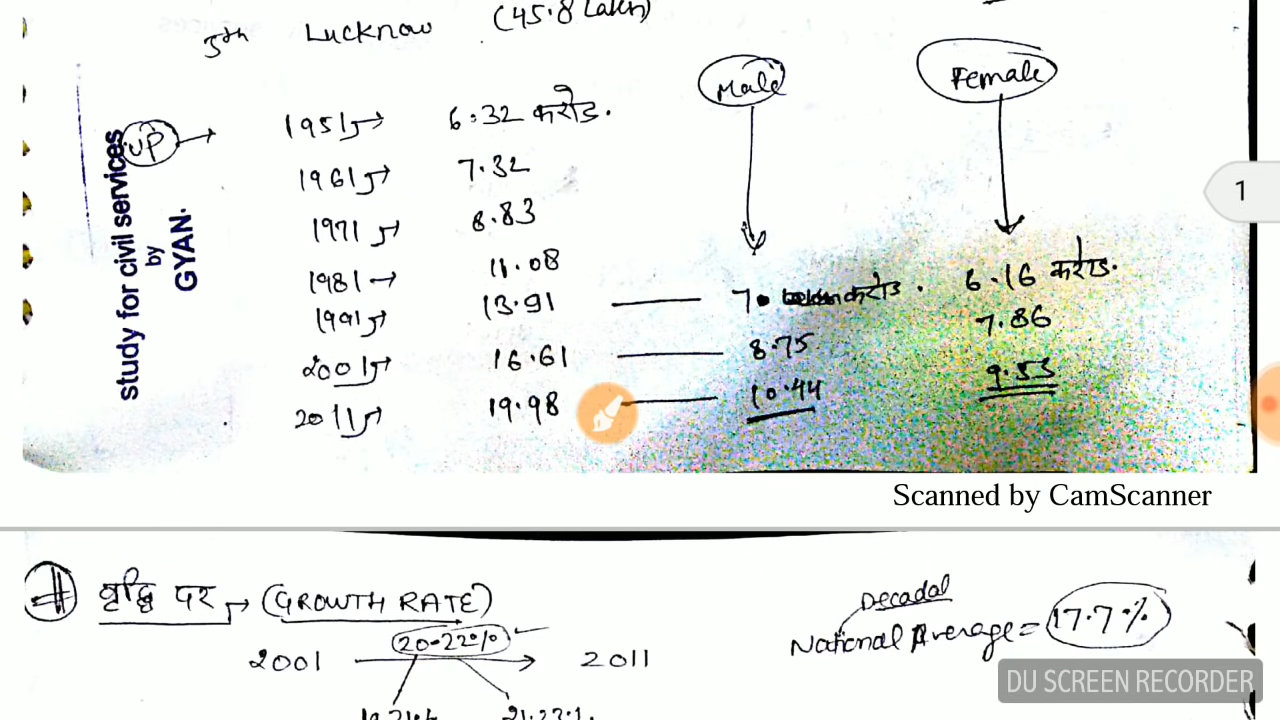 5th Lucknow (45.8 Lakh)
Male Female
UP → 1951 → 6.32 करोड.
1961 → 7.32
1971 → 8.83
1981 → 11.08
1991 → 13.91 — 7. करोड. 6.16 करोड.
2001 → 16.61 — 8.75 7.86
2011 → 19.98 — 10.44 9.53
study for civil services
by
GYAN.
1
Scanned by CamScanner
# वृद्धि दर → (GROWTH RATE)
2001 → 2011
20.22%
Decadal
National Average = 17.7%
DU SCREEN RECORDER